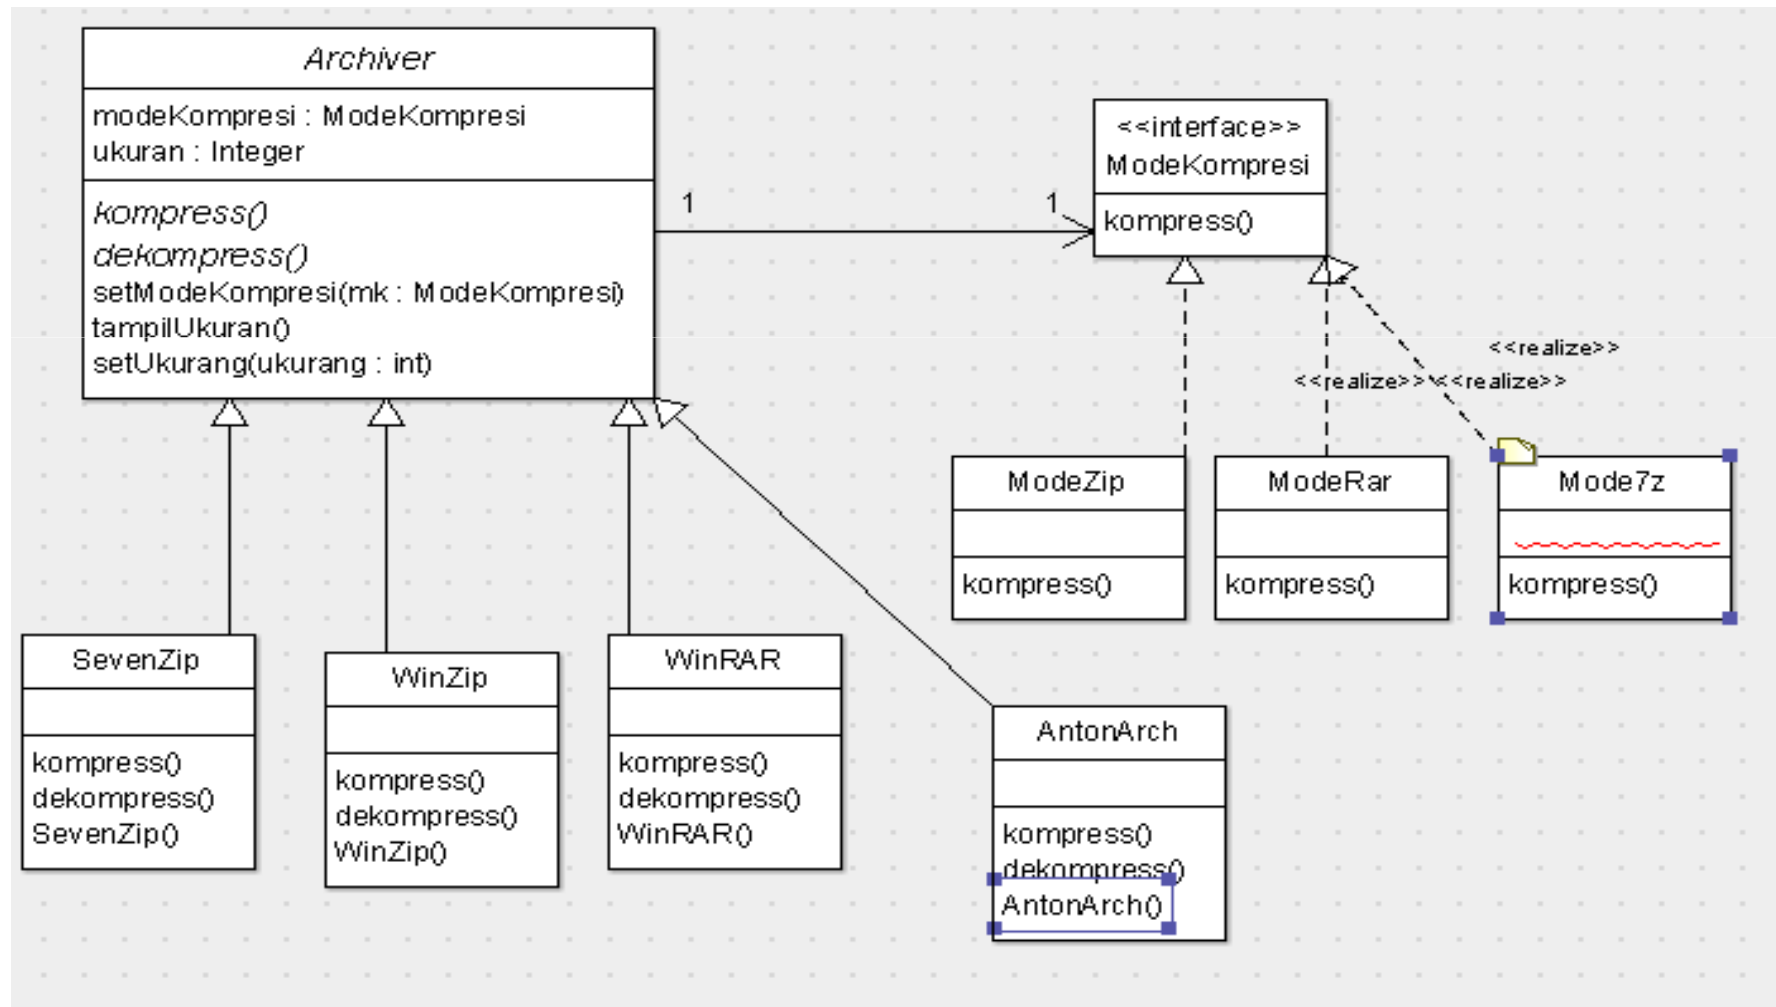 Archiver
modeKompresi : ModeKompresi
ukuran : Integer
kompress()
dekompress()
setModeKompresi(mk : ModeKompresi)
tampilUkuran()
setUkurang(ukurang : int)
1
1
<<interface>>
ModeKompresi
kompress()
<<realize>>
<<realize>>
<<realize>>
ModeZip
kompress()
ModeRar
kompress()
Mode7z
kompress()
SevenZip
kompress()
dekompress()
SevenZip()
WinZip
kompress()
dekompress()
WinZip()
WinRAR
kompress()
dekompress()
WinRAR()
AntonArch
kompress()
dekompress()
AntonArch()